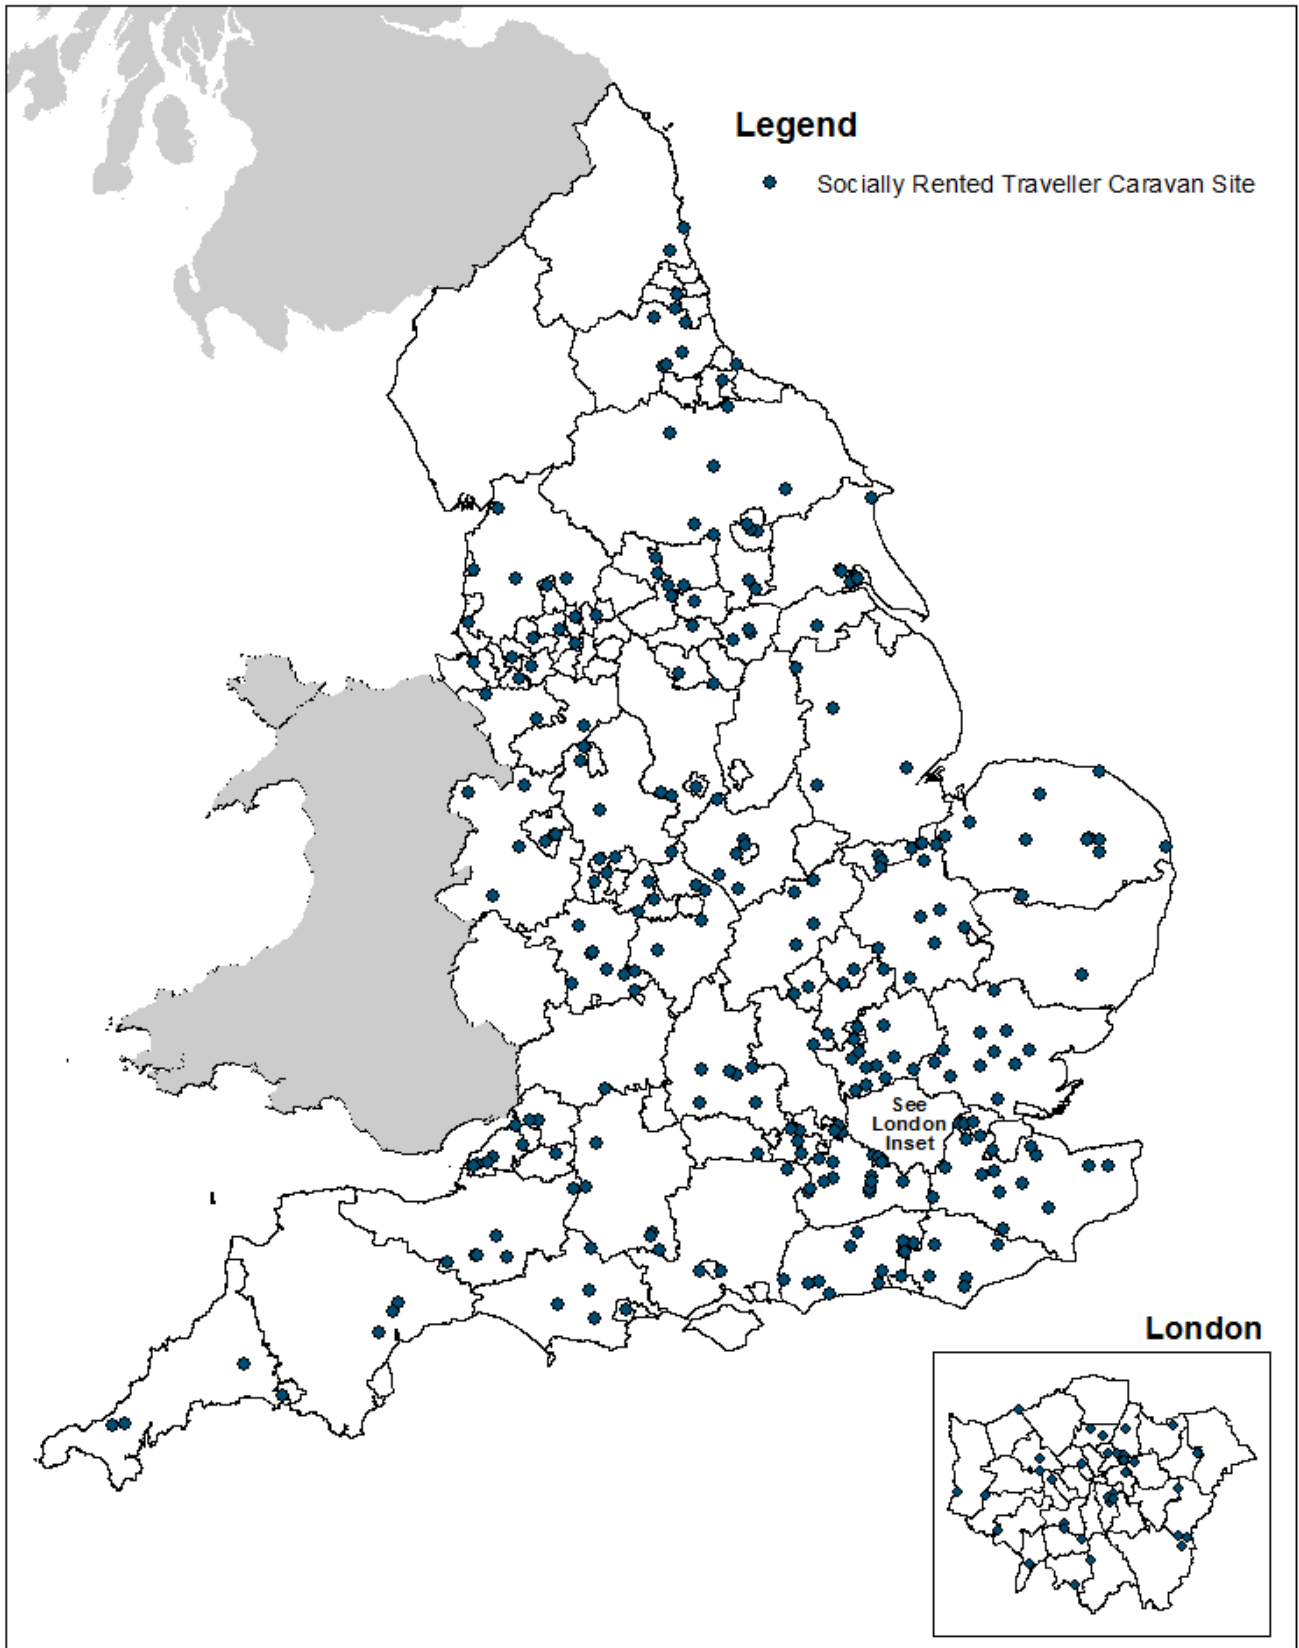 Legend
Socially Rented Traveller Caravan Site
See
London
Inset
London